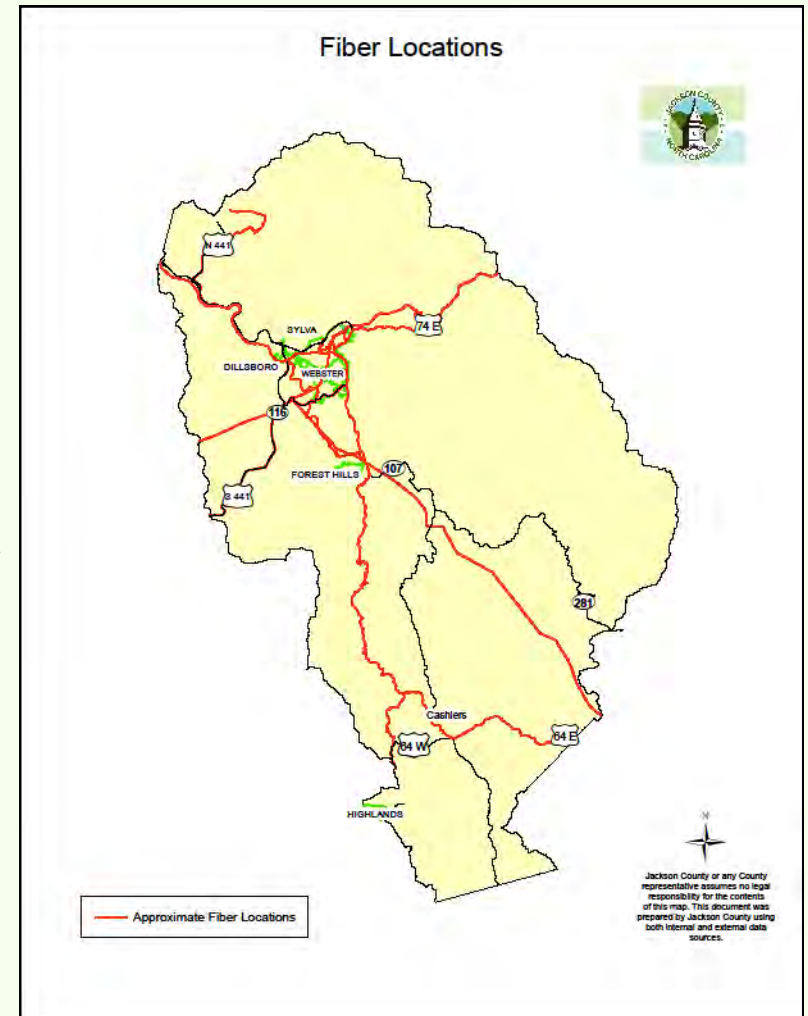 Fiber Locations
JACKSON COUNTY
NORTH CAROLINA
N 441
74 E
SYLVA
DILLSBORO
WEBSTER
116
107
FOREST HILLS
S 441
281
Cashiers
64 W
64 E
HIGHLANDS
N
Jackson County or any County
representative assumes no legal
responsibility for the contents
of this map. This document was
prepared by Jackson County using
both internal and external data
sources.
Approximate Fiber Locations